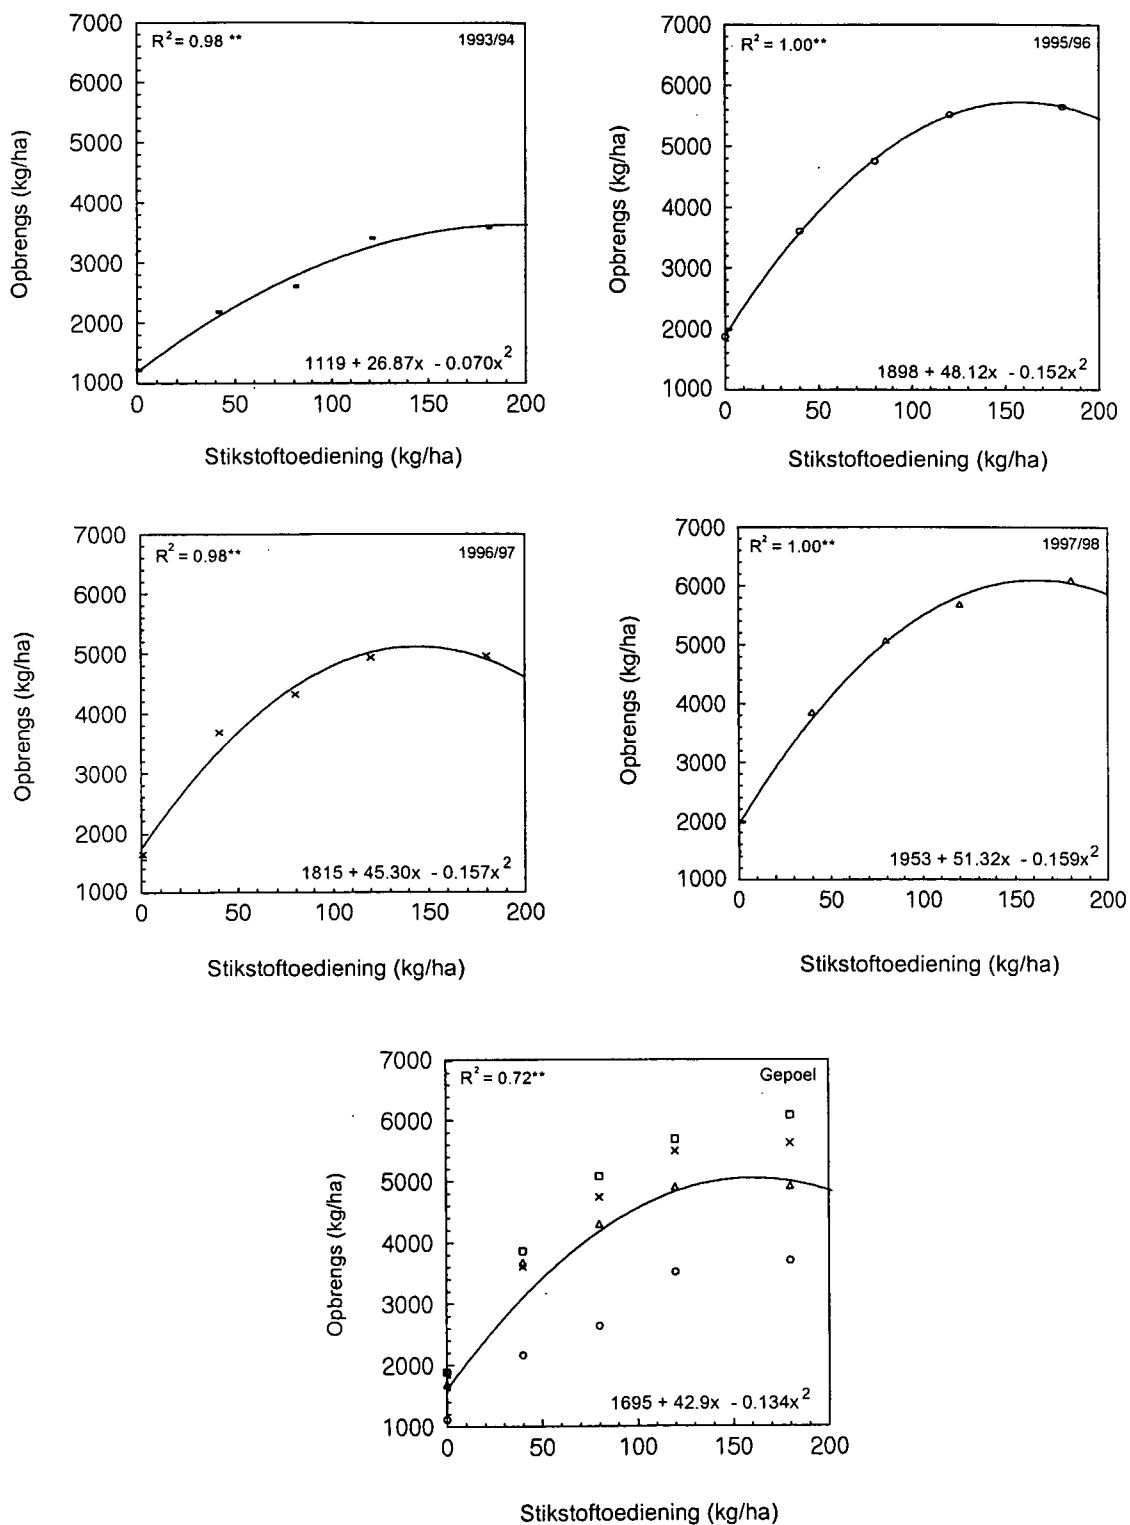 R² = 0.98 **
1993/94
7000
6000
5000
4000
3000
2000
1000
Opbrengs (kg/ha)
1119 + 26.87x - 0.070x²
0 50 100 150 200
Stikstoftoediening (kg/ha)
R² = 1.00**
1995/96
7000
6000
5000
4000
3000
2000
1000
Opbrengs (kg/ha)
1898 + 48.12x - 0.152x²
0 50 100 150 200
Stikstoftoediening (kg/ha)
R² = 0.98**
1996/97
7000
6000
5000
4000
3000
2000
1000
Opbrengs (kg/ha)
1815 + 45.30x - 0.157x²
0 50 100 150 200
Stikstoftoediening (kg/ha)
R² = 1.00**
1997/98
7000
6000
5000
4000
3000
2000
1000
Opbrengs (kg/ha)
1953 + 51.32x - 0.159x²
0 50 100 150 200
Stikstoftoediening (kg/ha)
R² = 0.72**
Gepoel
7000
6000
5000
4000
3000
2000
1000
Opbrengs (kg/ha)
1695 + 42.9x - 0.134x²
0 50 100 150 200
Stikstoftoediening (kg/ha)